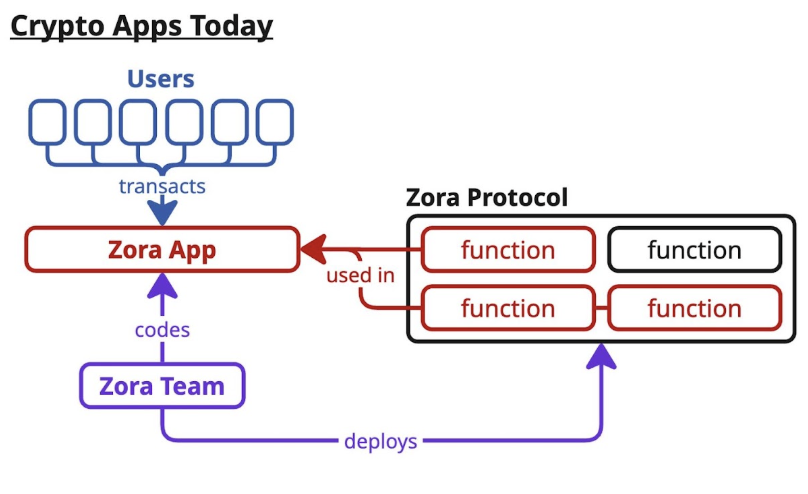 Crypto Apps Today
Users
transacts
Zora Protocol
Zora App
function
function
used in
function
function
codes
Zora Team
deploys